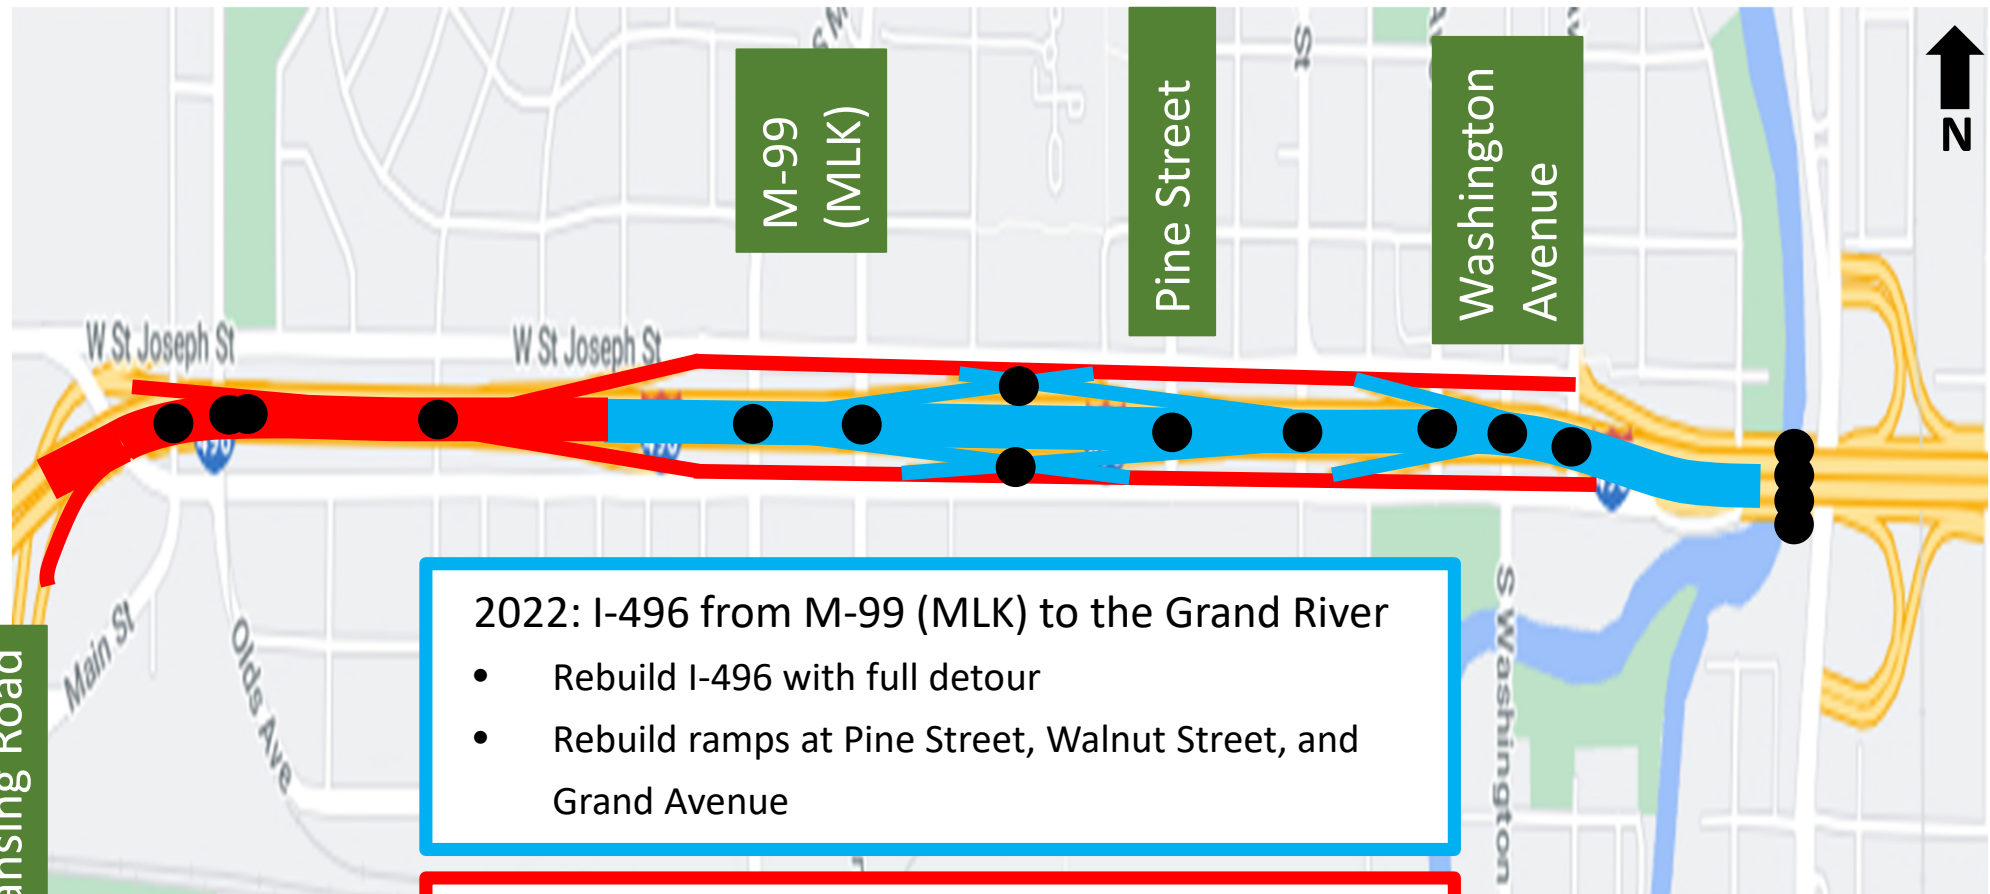 M-99
(MLK)
Pine Street
Washington
Avenue
St
N
W St Joseph St
W St Joseph St
Main St
Olds Ave
S Washington
Road
2022: I-496 from M-99 (MLK) to the Grand River
• Rebuild I-496 with full detour
• Rebuild ramps at Pine Street, Walnut Street, and
Grand Avenue